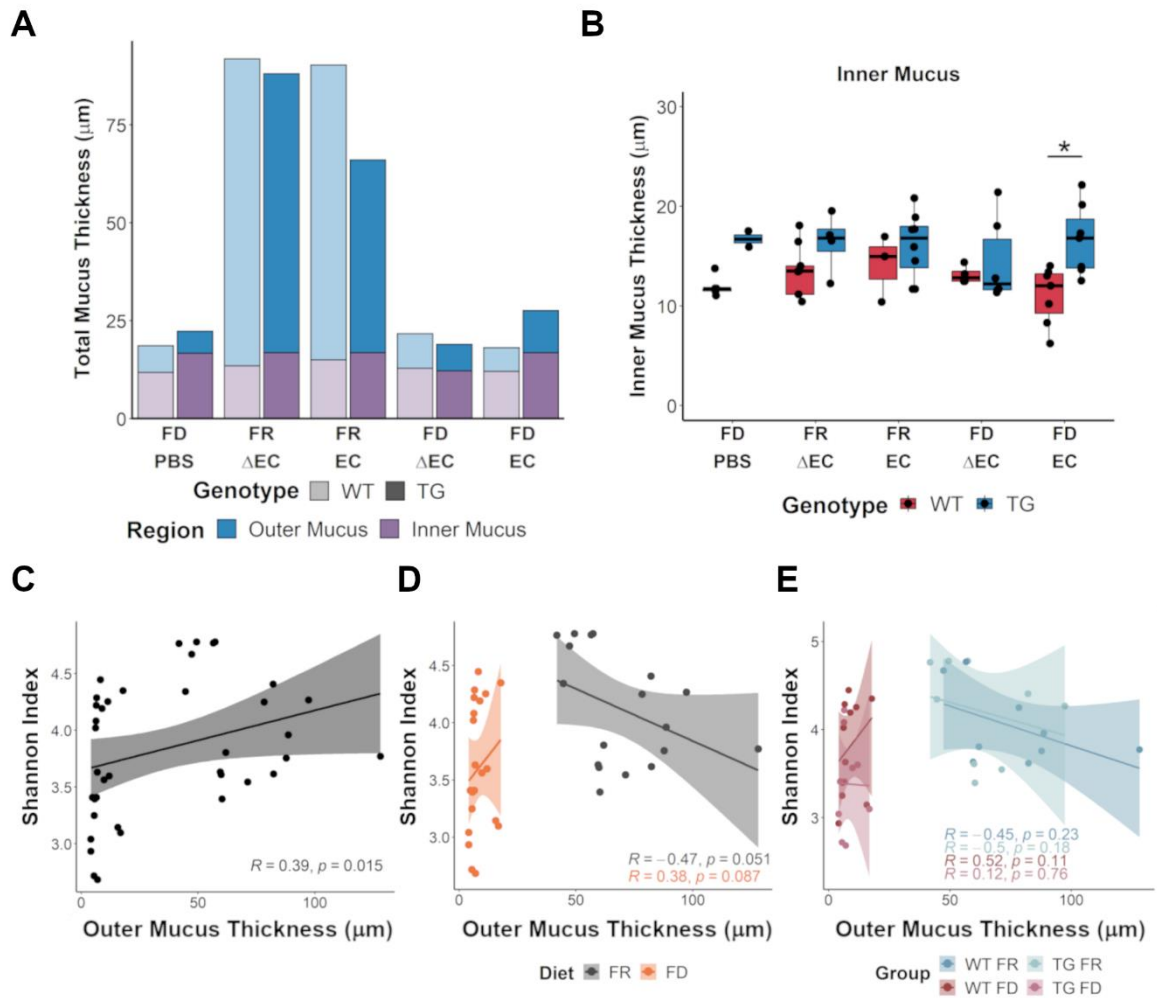 A
B
Inner Mucus
Total Mucus Thickness (μm)
75
50
25
0
FD FR FR FD FD
PBS ΔEC EC ΔEC EC
Genotype WT TG
Region Outer Mucus Inner Mucus
Inner Mucus Thickness (μm)
30
20
10
0
*
FD FR FR FD FD
PBS ΔEC EC ΔEC EC
Genotype WT TG
C
D
E
Shannon Index
4.5
4.0
3.5
3.0
R = 0.39, p = 0.015
0 50 100
Outer Mucus Thickness (μm)
Shannon Index
4.5
4.0
3.5
3.0
R = −0.47, p = 0.051
R = 0.38, p = 0.087
0 50 100
Outer Mucus Thickness (μm)
Diet FR FD
Shannon Index
5
4
3
R = −0.45, p = 0.23
R = −0.5, p = 0.18
R = 0.52, p = 0.11
R = 0.12, p = 0.76
0 50 100
Outer Mucus Thickness (μm)
Group WT FR TG FR
WT FD TG FD